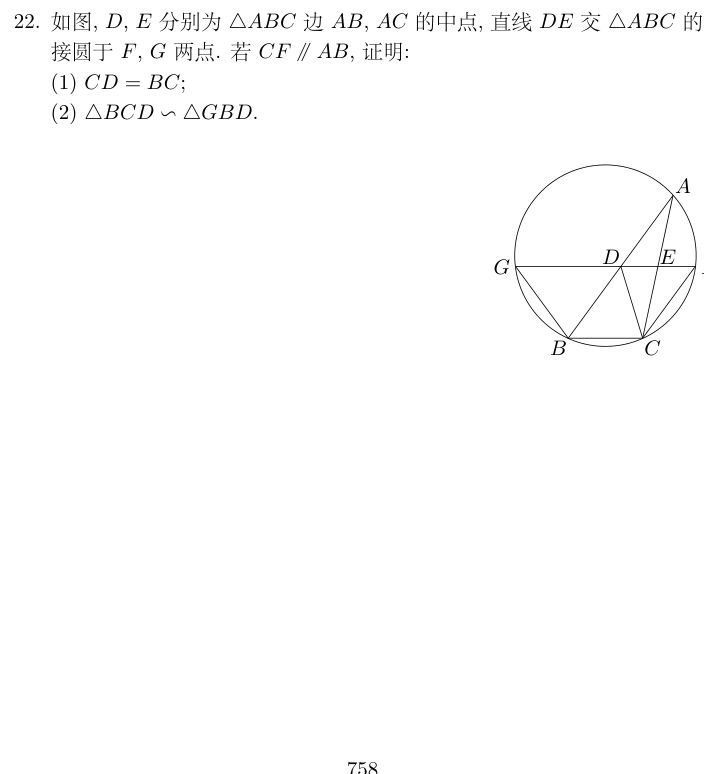 22. 如图, D, E 分别为 △ABC 边 AB, AC 的中点, 直线 DE 交 △ABC 的
接圆于 F, G 两点. 若 CF ∥ AB, 证明:
(1) CD = BC;
(2) △BCD ∽ △GBD.
A
G
D
E
B
C
758